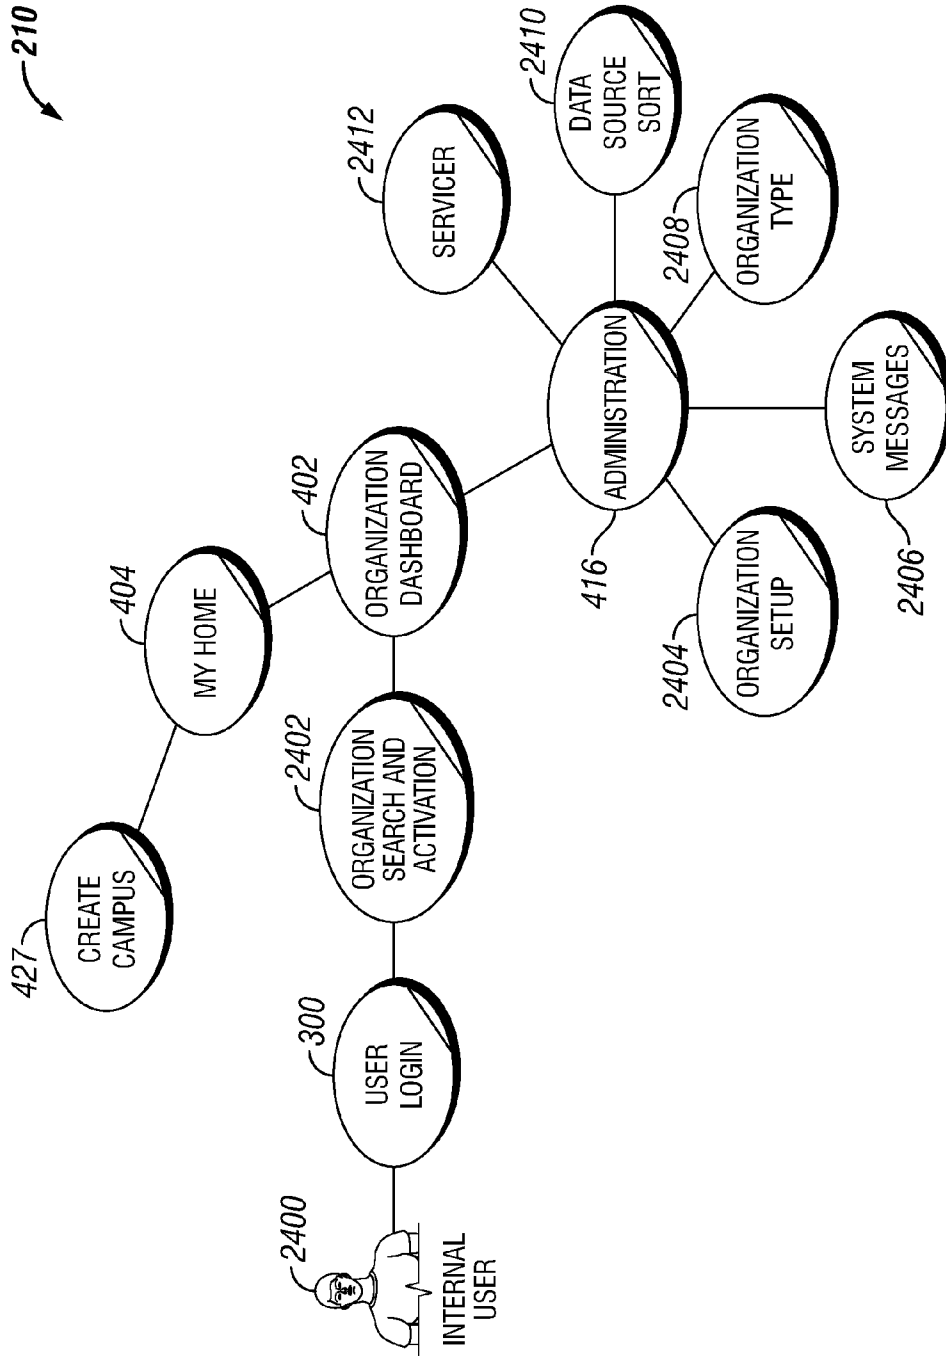 210
427
CREATE
CAMPUS
404
MY HOME
2412
SERVICER
2400
INTERNAL
USER
300
USER
LOGIN
2402
ORGANIZATION
SEARCH AND
ACTIVATION
402
ORGANIZATION
DASHBOARD
2410
DATA
SOURCE
SORT
416
ADMINISTRATION
2408
ORGANIZATION
TYPE
2404
ORGANIZATION
SETUP
2406
SYSTEM
MESSAGES